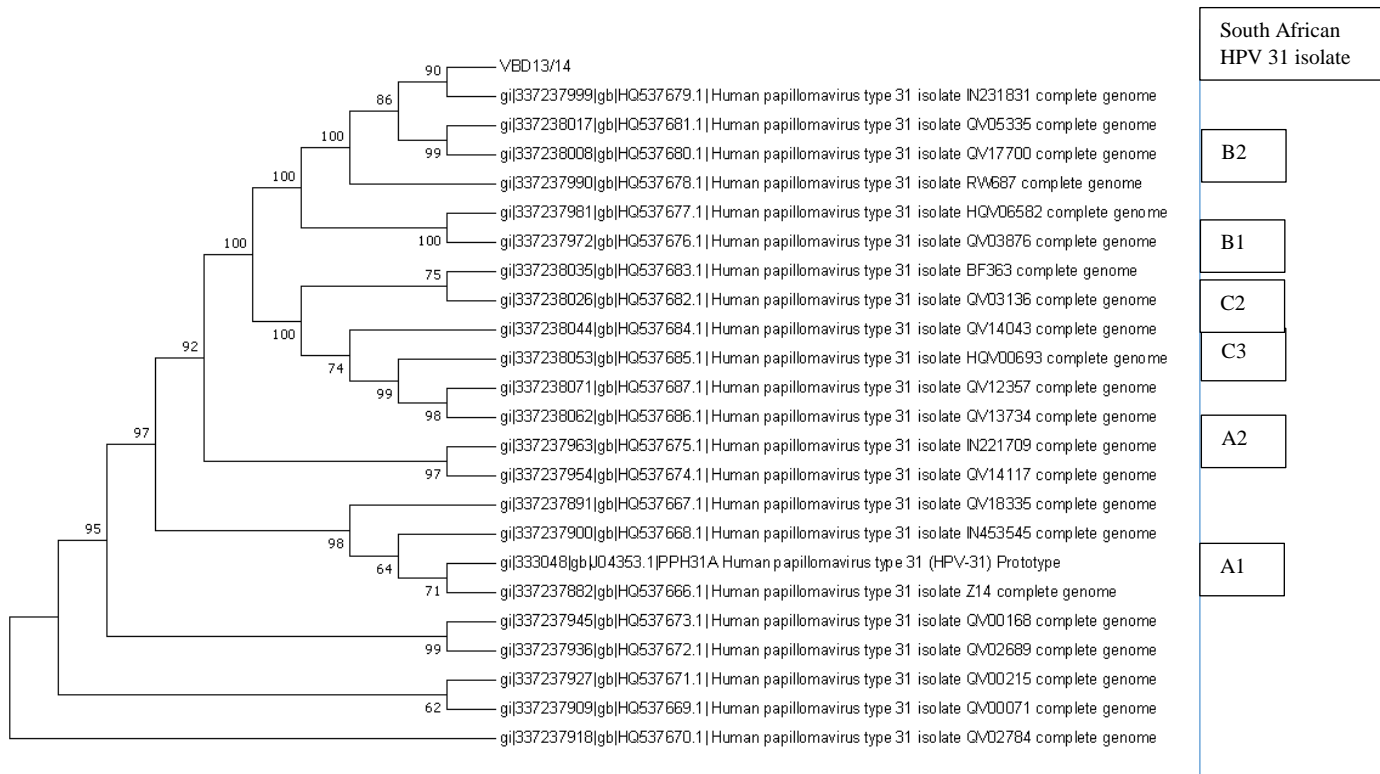 South African
HPV 31 isolate
90
VBD13/14
86
gi|337237999|gb|HQ537679.1| Human papillomavirus type 31 isolate IN231831 complete genome
gi|337238017|gb|HQ537681.1| Human papillomavirus type 31 isolate QV05335 complete genome
100
99
gi|337238008|gb|HQ537680.1| Human papillomavirus type 31 isolate QV17700 complete genome
B2
100
gi|337237990|gb|HQ537678.1| Human papillomavirus type 31 isolate RW687 complete genome
gi|337237981|gb|HQ537677.1| Human papillomavirus type 31 isolate HQV06582 complete genome
100
100
gi|337237972|gb|HQ537676.1| Human papillomavirus type 31 isolate QV03876 complete genome
B1
75
gi|337238035|gb|HQ537683.1| Human papillomavirus type 31 isolate BF363 complete genome
gi|337238026|gb|HQ537682.1| Human papillomavirus type 31 isolate QV03136 complete genome
C2
100
gi|337238044|gb|HQ537684.1| Human papillomavirus type 31 isolate QV14043 complete genome
92
74
gi|337238053|gb|HQ537685.1| Human papillomavirus type 31 isolate HQV00693 complete genome
C3
99
gi|337238071|gb|HQ537687.1| Human papillomavirus type 31 isolate QV12357 complete genome
98
gi|337238062|gb|HQ537686.1| Human papillomavirus type 31 isolate QV13734 complete genome
97
gi|337237963|gb|HQ537675.1| Human papillomavirus type 31 isolate IN221709 complete genome
A2
97
gi|337237954|gb|HQ537674.1| Human papillomavirus type 31 isolate QV14117 complete genome
gi|337237891|gb|HQ537667.1| Human papillomavirus type 31 isolate QV18335 complete genome
95
98
gi|337237900|gb|HQ537668.1| Human papillomavirus type 31 isolate IN453545 complete genome
64
gi|333048|gb|J04353.1|PPH31A Human papillomavirus type 31 (HPV-31) Prototype
A1
71
gi|337237882|gb|HQ537666.1| Human papillomavirus type 31 isolate Z14 complete genome
gi|337237945|gb|HQ537673.1| Human papillomavirus type 31 isolate QV00168 complete genome
99
gi|337237936|gb|HQ537672.1| Human papillomavirus type 31 isolate QV02689 complete genome
gi|337237927|gb|HQ537671.1| Human papillomavirus type 31 isolate QV00215 complete genome
62
gi|337237909|gb|HQ537669.1| Human papillomavirus type 31 isolate QV00071 complete genome
gi|337237918|gb|HQ537670.1| Human papillomavirus type 31 isolate QV02784 complete genome